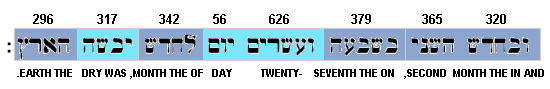 296 317 342 56 626 379 365 320
ובחדש השני בשבעה ועשרים יום לחדש יבשה הארץ :
.EARTH THE DRY WAS ,MONTH THE OF DAY TWENTY- SEVENTH THE ON ,SECOND MONTH THE IN AND